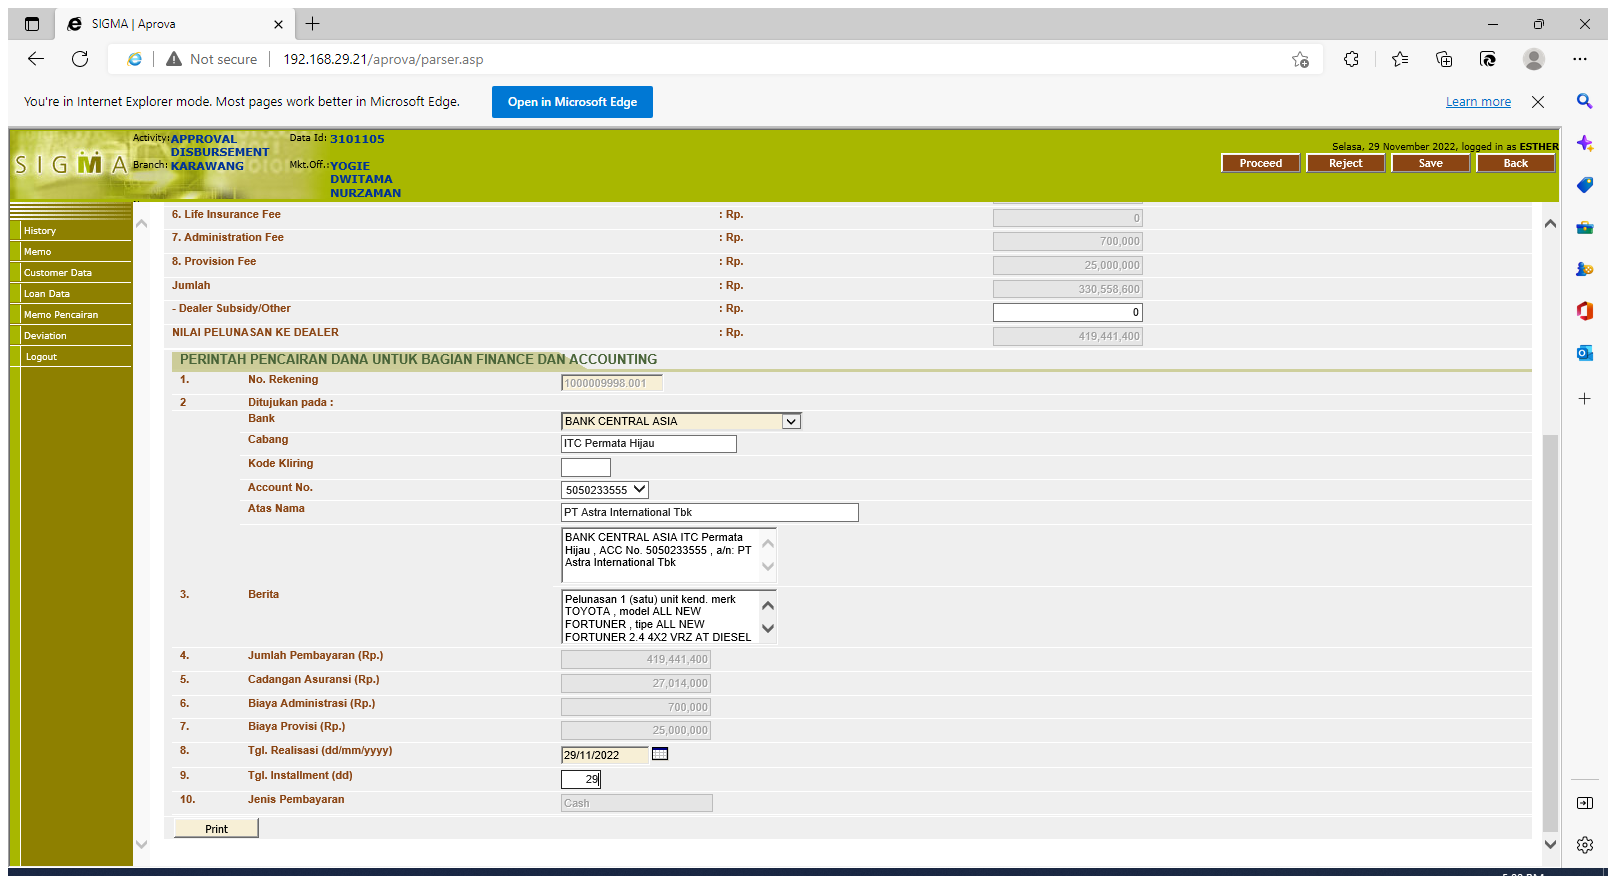 SIGMA | Aprova
Not secure
192.168.29.21/aprova/parser.asp
You're in Internet Explorer mode. Most pages work better in Microsoft Edge.
Open in Microsoft Edge
Learn more
SIGMA
Activity: APPROVAL DISBURSEMENT
Data Id: 3101105
Branch: KARAWANG
Mkt.Off.: YOGIE DWITAMA NURZAMAN
Selasa, 29 November 2022, logged in as ESTHER
Proceed Reject Save Back
History
Memo
Customer Data
Loan Data
Memo Pencairan
Deviation
Logout
6. Life Insurance Fee : Rp. 0
7. Administration Fee : Rp. 700,000
8. Provision Fee : Rp. 25,000,000
Jumlah : Rp. 330,558,600
- Dealer Subsidy/Other : Rp. 0
NILAI PELUNASAN KE DEALER : Rp. 419,441,400
PERINTAH PENCAIRAN DANA UNTUK BAGIAN FINANCE DAN ACCOUNTING
1. No. Rekening 1000009998.001
2 Ditujukan pada :
Bank BANK CENTRAL ASIA
Cabang ITC Permata Hijau
Kode Kliring
Account No. 5050233555
Atas Nama PT Astra International Tbk
BANK CENTRAL ASIA ITC Permata
Hijau , ACC No. 5050233555 , a/n: PT
Astra International Tbk
3. Berita Pelunasan 1 (satu) unit kend. merk
TOYOTA , model ALL NEW
FORTUNER , tipe ALL NEW
FORTUNER 2.4 4X2 VRZ AT DIESEL
4. Jumlah Pembayaran (Rp.) 419,441,400
5. Cadangan Asuransi (Rp.) 27,014,000
6. Biaya Administrasi (Rp.) 700,000
7. Biaya Provisi (Rp.) 25,000,000
8. Tgl. Realisasi (dd/mm/yyyy) 29/11/2022
9. Tgl. Installment (dd) 29
10. Jenis Pembayaran Cash
Print